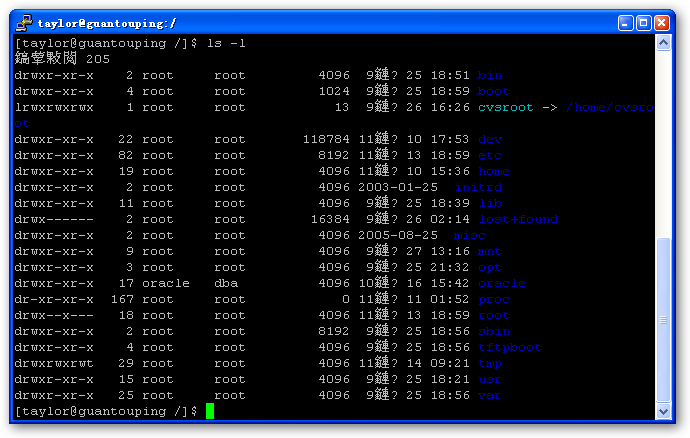 taylor@guantouping:/
[taylor@guantouping /]$ ls -l
鎬荤敤閲 205
drwxr-xr-x 2 root root 4096 9鏈? 25 18:51 bin
drwxr-xr-x 4 root root 1024 9鏈? 25 18:59 boot
lrwxrwxrwx 1 root root 13 9鏈? 26 16:26 cvsroot -> /home/cvsro
ot
drwxr-xr-x 22 root root 118784 11鏈? 10 17:53 dev
drwxr-xr-x 82 root root 8192 11鏈? 13 18:59 etc
drwxr-xr-x 19 root root 4096 11鏈? 10 15:36 home
drwxr-xr-x 2 root root 4096 2003-01-25 initrd
drwxr-xr-x 11 root root 4096 9鏈? 25 18:39 lib
drwx------ 2 root root 16384 9鏈? 26 02:14 lost+found
drwxr-xr-x 2 root root 4096 2005-08-25 misc
drwxr-xr-x 9 root root 4096 9鏈? 27 13:16 mnt
drwxr-xr-x 3 root root 4096 9鏈? 25 21:32 opt
drwxr-xr-x 17 oracle dba 4096 10鏈? 16 15:42 oracle
dr-xr-xr-x 167 root root 0 11鏈? 11 01:52 proc
drwx--x--- 18 root root 4096 11鏈? 13 18:59 root
drwxr-xr-x 2 root root 8192 9鏈? 25 18:56 sbin
drwxr-xr-x 4 root root 4096 9鏈? 25 18:56 tftpboot
drwxrwxrwt 29 root root 4096 11鏈? 14 09:21 tmp
drwxr-xr-x 15 root root 4096 9鏈? 25 18:21 usr
drwxr-xr-x 25 root root 4096 9鏈? 25 18:56 var
[taylor@guantouping /]$